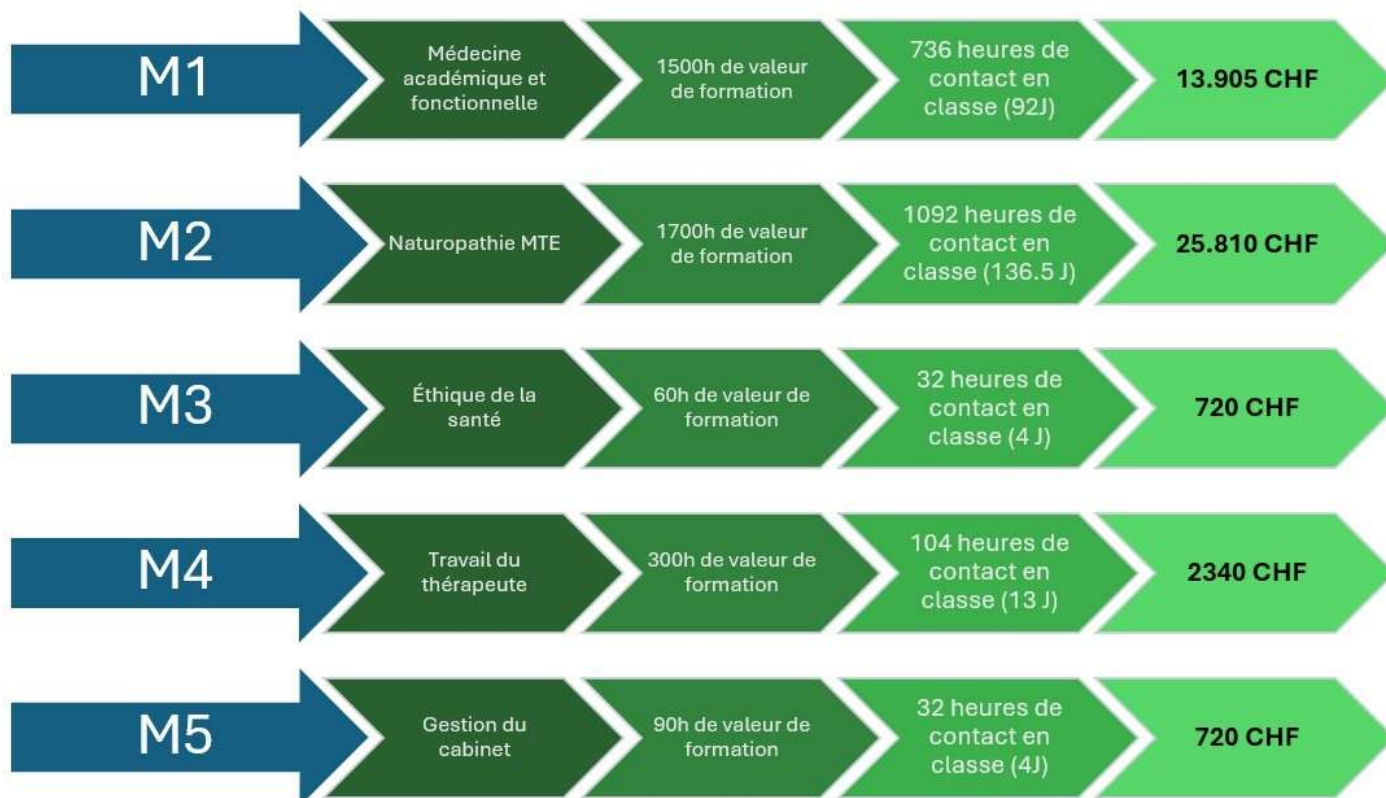 M1
Médecine
académique et
fonctionnelle
1500h de valeur
de formation
736 heures de
contact en
classe (92J)
13.905 CHF
M2
Naturopathie MTE
1700h de valeur
de formation
1092 heures de
contact en
classe (136.5 J)
25.810 CHF
M3
Éthique de la
santé
60h de valeur de
formation
32 heures de
contact en
classe (4 J)
720 CHF
M4
Travail du
thérapeute
300h de valeur de
formation
104 heures de
contact en
classe (13 J)
2340 CHF
M5
Gestion du
cabinet
90h de valeur de
formation
32 heures de
contact en
classe (4J)
720 CHF